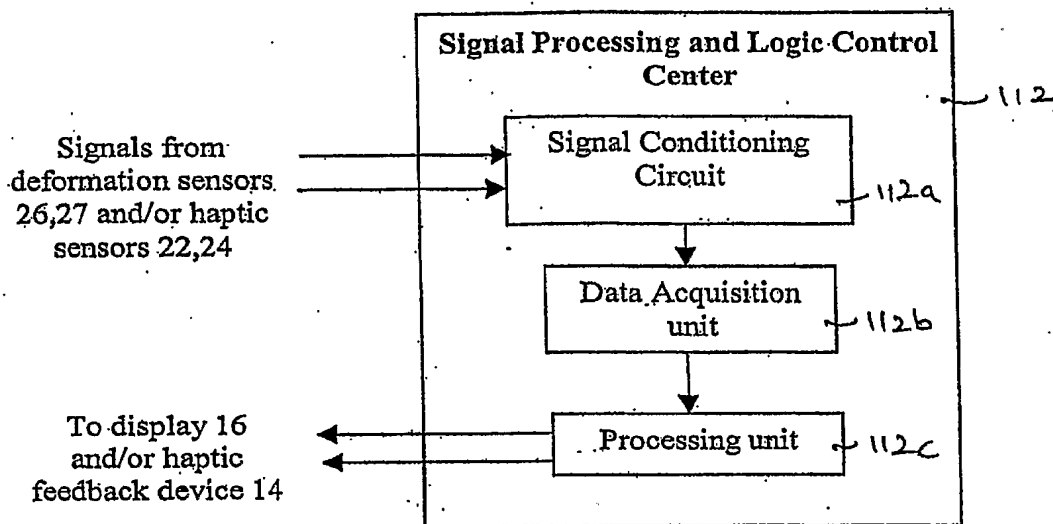 Signal Processing and Logic Control
Center
112
Signals from
deformation sensors
26,27 and/or haptic
sensors 22,24
Signal Conditioning
Circuit
112a
Data Acquisition
unit
112b
To display 16
and/or haptic
feedback device 14
Processing unit
112c